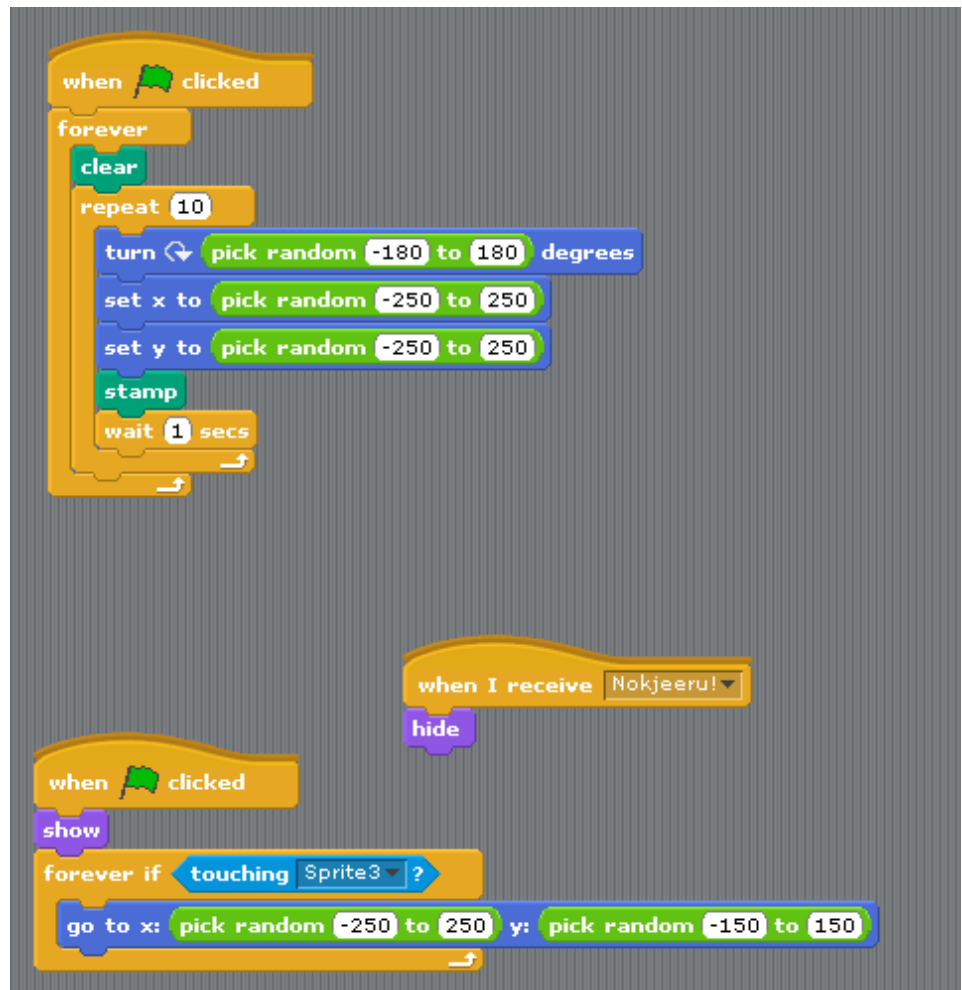 when clicked
forever
clear
repeat 10
turn pick random -180 to 180 degrees
set x to pick random -250 to 250
set y to pick random -250 to 250
stamp
wait 1 secs
when I receive Nokjeeru!
hide
when clicked
show
forever if touching Sprite3 ?
go to x: pick random -250 to 250 y: pick random -150 to 150